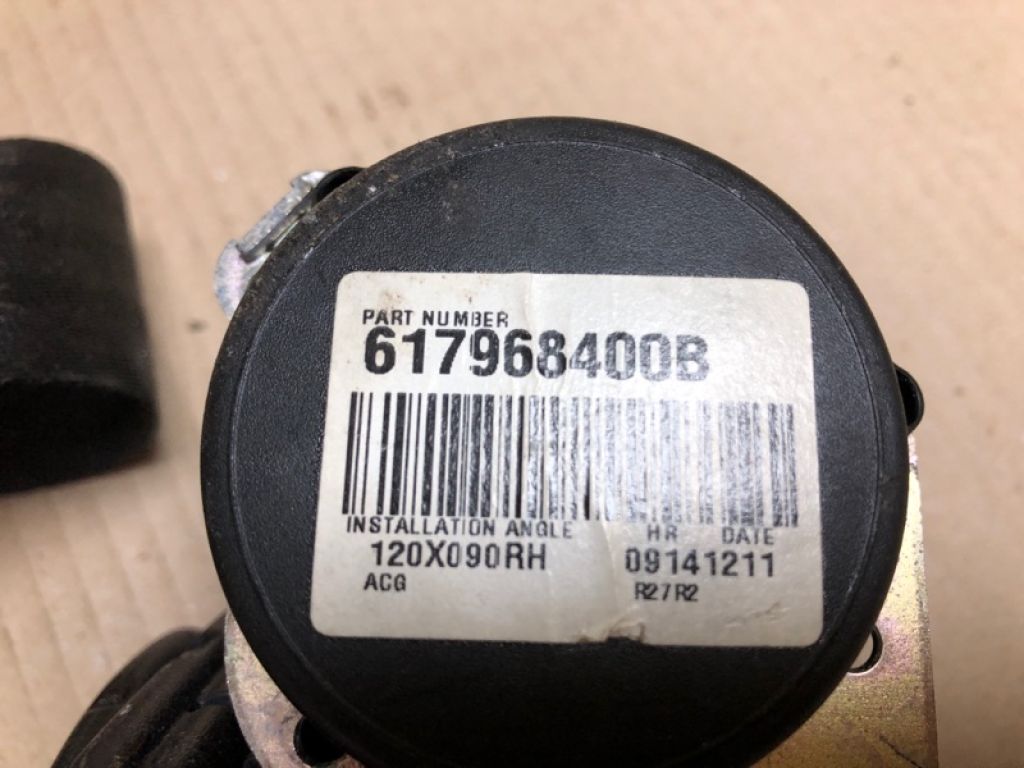 PART NUMBER
617968400B
INSTALLATION ANGLE HR DATE
120X090RH 09141211
ACG R27R2